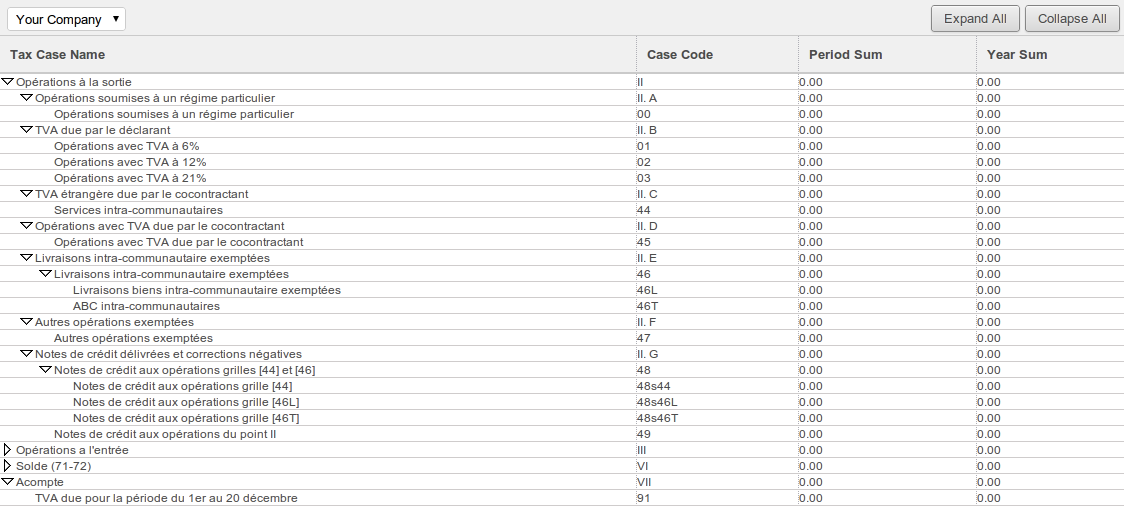 Your Company Expand All Collapse All
Tax Case Name Case Code Period Sum Year Sum
Opérations à la sortie II 0.00 0.00
Opérations soumises à un régime particulier II. A 0.00 0.00
Opérations soumises à un régime particulier 00 0.00 0.00
TVA due par le déclarant II. B 0.00 0.00
Opérations avec TVA à 6% 01 0.00 0.00
Opérations avec TVA à 12% 02 0.00 0.00
Opérations avec TVA à 21% 03 0.00 0.00
TVA étrangère due par le cocontractant II. C 0.00 0.00
Services intra-communautaires 44 0.00 0.00
Opérations avec TVA due par le cocontractant II. D 0.00 0.00
Opérations avec TVA due par le cocontractant 45 0.00 0.00
Livraisons intra-communautaire exemptées II. E 0.00 0.00
Livraisons intra-communautaire exemptées 46 0.00 0.00
Livraisons biens intra-communautaire exemptées 46L 0.00 0.00
ABC intra-communautaires 46T 0.00 0.00
Autres opérations exemptées II. F 0.00 0.00
Autres opérations exemptées 47 0.00 0.00
Notes de crédit délivrées et corrections négatives II. G 0.00 0.00
Notes de crédit aux opérations grilles [44] et [46] 48 0.00 0.00
Notes de crédit aux opérations grille [44] 48s44 0.00 0.00
Notes de crédit aux opérations grille [46L] 48s46L 0.00 0.00
Notes de crédit aux opérations grille [46T] 48s46T 0.00 0.00
Notes de crédit aux opérations du point II 49 0.00 0.00
Opérations a l'entrée III 0.00 0.00
Solde (71-72) VI 0.00 0.00
Acompte VII 0.00 0.00
TVA due pour la période du 1er au 20 décembre 91 0.00 0.00